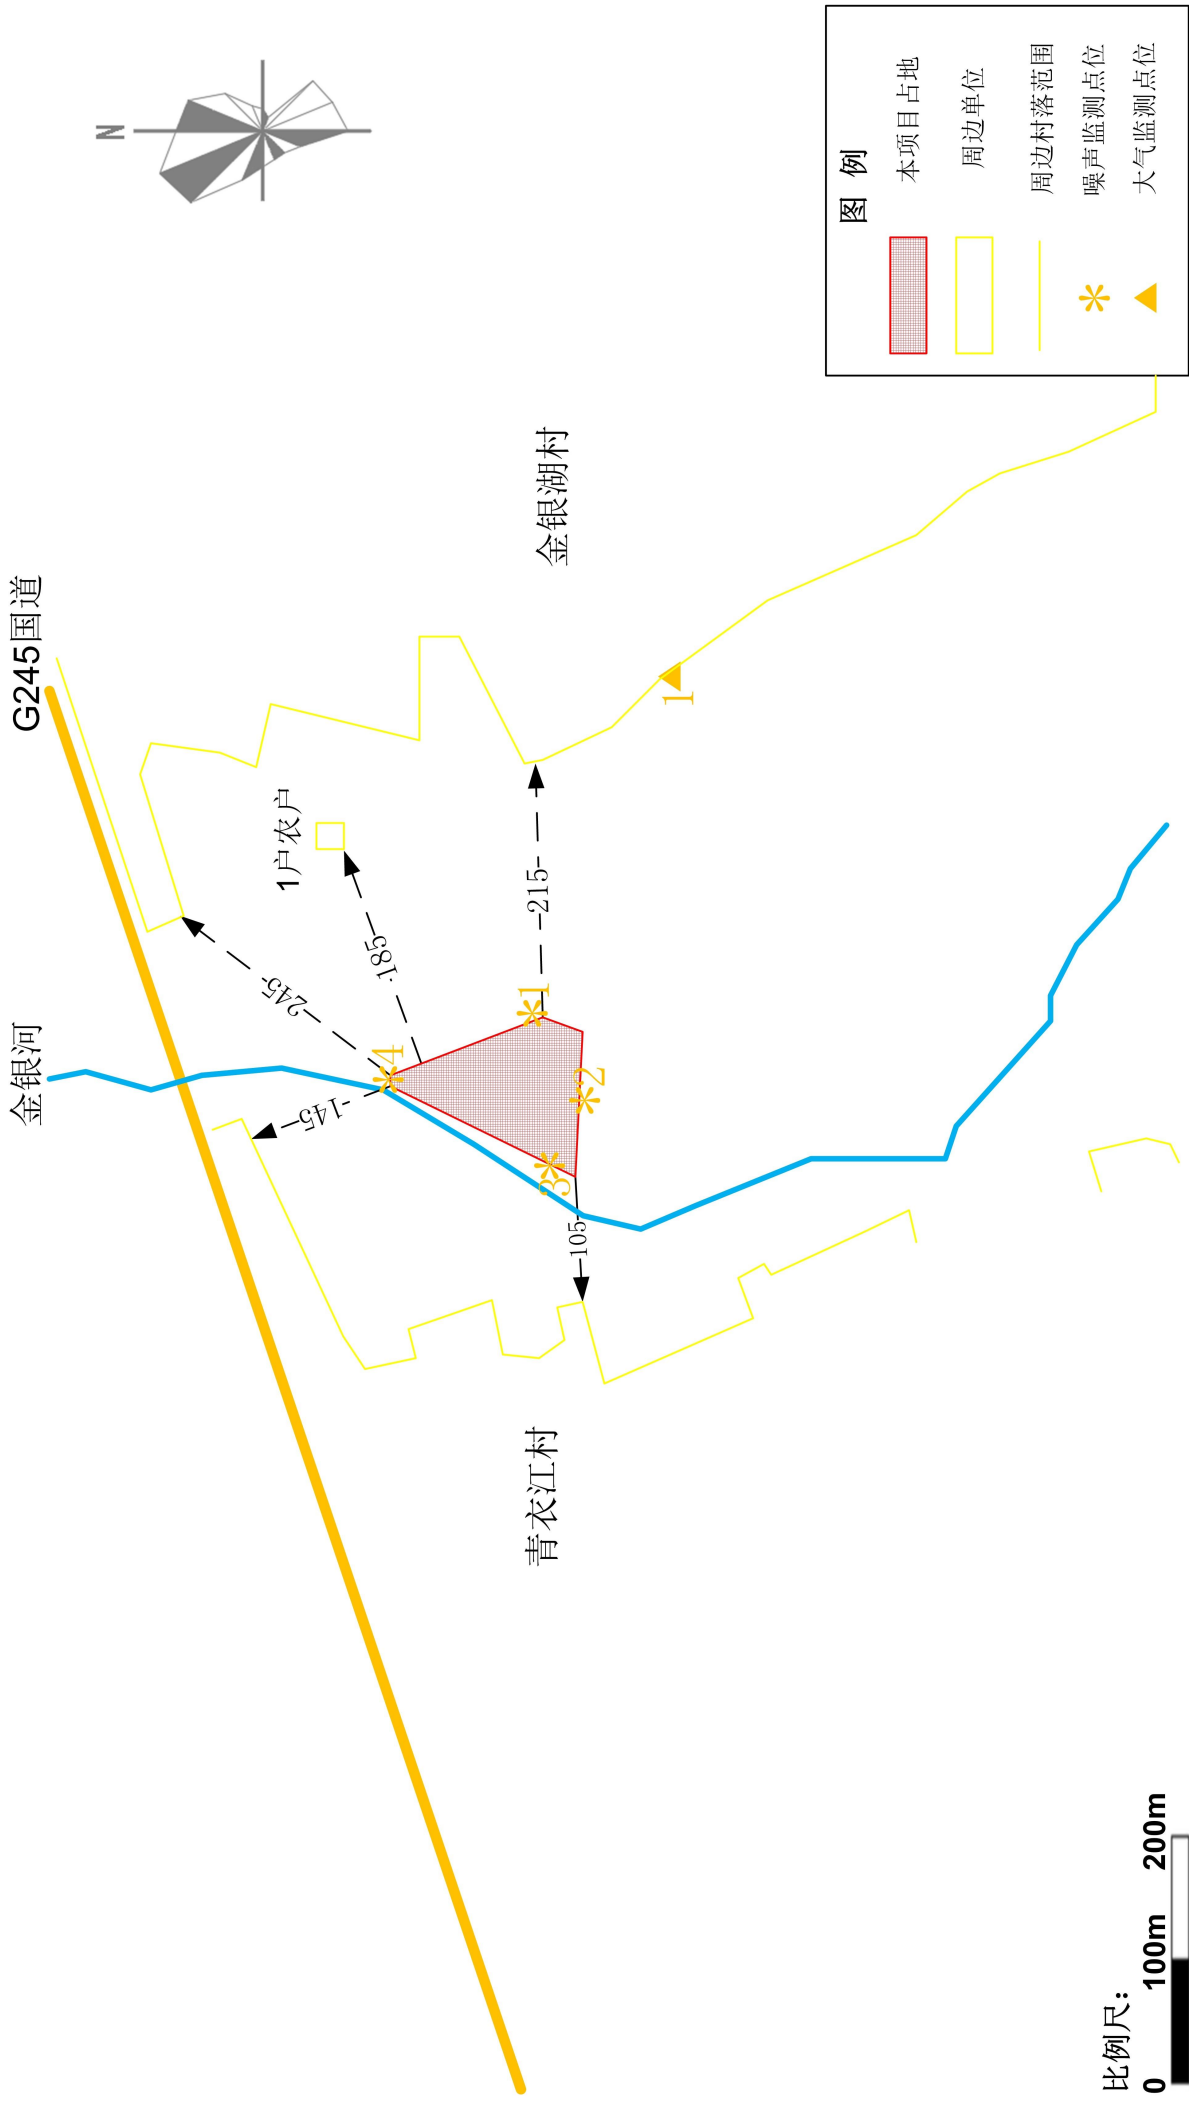 N
G245国道
金银河
1户农户
-245-
-185-
-145-
4
1
-215-
2
3
-105-
1
金银湖村
青衣江村
图 例
本项目占地
周边单位
周边村落范围
噪声监测点位
大气监测点位
比例尺：
0 100m 200m